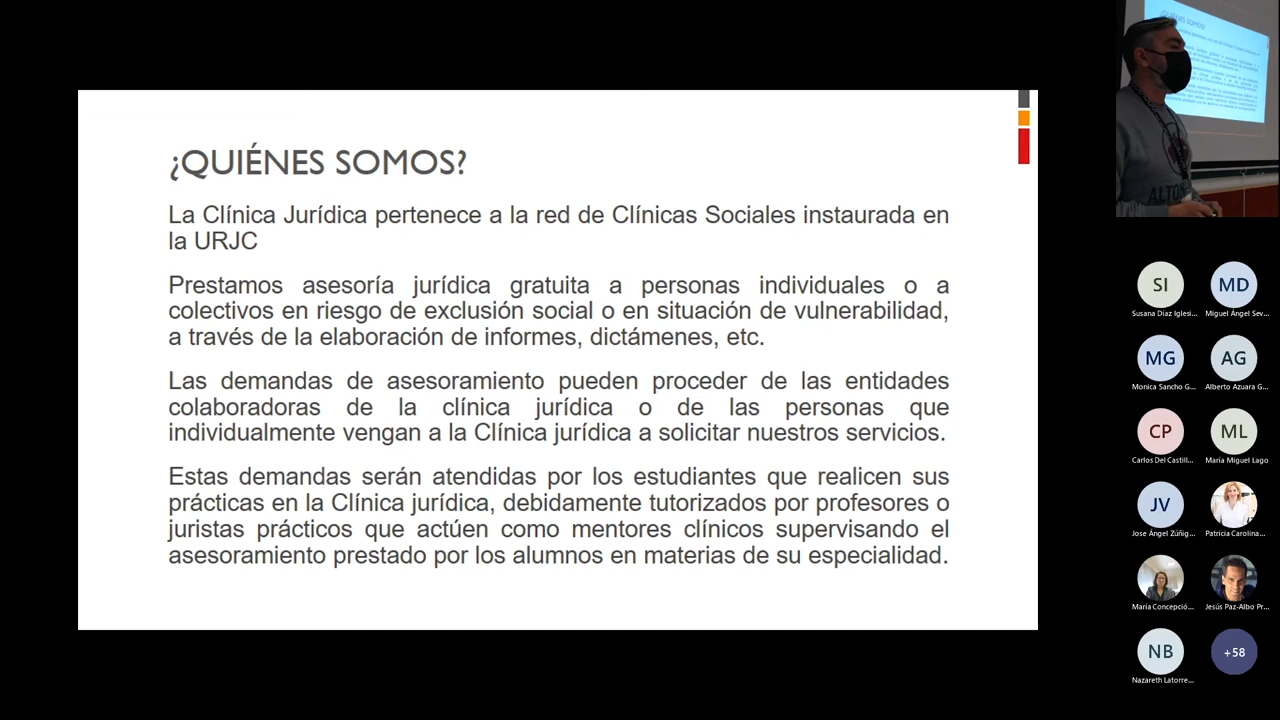 ¿QUIÉNES SOMOS?
La Clínica Jurídica pertenece a la red de Clínicas Sociales instaurada en
la URJC
Prestamos asesoría jurídica gratuita a personas individuales o a
colectivos en riesgo de exclusión social o en situación de vulnerabilidad,
a través de la elaboración de informes, dictámenes, etc.
Las demandas de asesoramiento pueden proceder de las entidades
colaboradoras de la clínica jurídica o de las personas que
individualmente vengan a la Clínica jurídica a solicitar nuestros servicios.
Estas demandas serán atendidas por los estudiantes que realicen sus
prácticas en la Clínica jurídica, debidamente tutorizados por profesores o
juristas prácticos que actúen como mentores clínicos supervisando el
asesoramiento prestado por los alumnos en materias de su especialidad.
¿QUIÉNES SOMOS?
SI
Susana Díaz Iglesi...
MD
Miguel Ángel Sev...
MG
Monica Sancho G...
AG
Alberto Azuara G...
CP
Carlos Del Castill...
ML
María Miguel Lago
JV
Jose Ángel Zúñig...
Patricia Carolina...
María Concepció...
Jesús Paz-Albo Pr...
NB
Nazareth Latorre...
+58